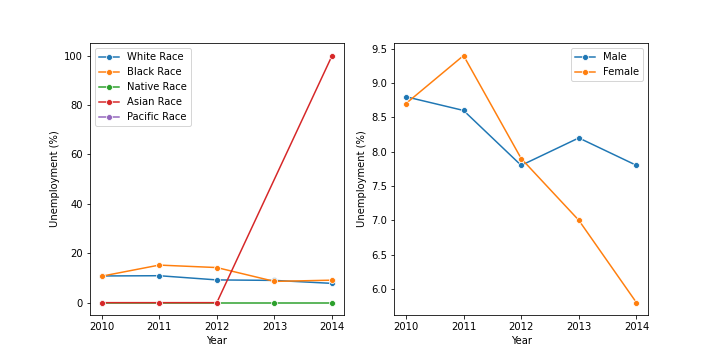 White Race
Black Race
Native Race
Asian Race
Pacific Race
100
80
60
40
20
0
Unemployment (%)
2010 2011 2012 2013 2014
Year
Male
Female
9.5
9.0
8.5
8.0
7.5
7.0
6.5
6.0
Unemployment (%)
2010 2011 2012 2013 2014
Year